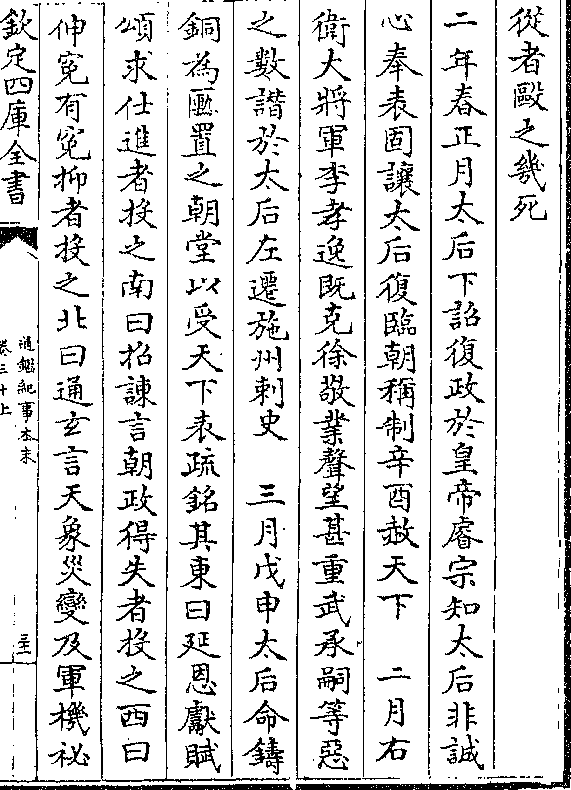 從者毆之幾死
二年春正月太后下詔復政於皇帝睿宗知太后非誠
心奉表固讓太后復臨朝稱制辛酉赦天下　二月右
衛大將軍李孝逸既克徐敬業聲望甚重武承嗣等惡
之數譖於太后左遷施州刺史　三月戊申太后命鑄
銅為匭置之朝堂以受天下表疏銘其東曰延恩獻賦
頌求仕進者投之南曰招諫言朝政得失者投之西曰
伸寃有寃抑者投之北曰通玄言天象災變及軍機祕
欽定四庫全書
通鑑紀事本末
卷三十上